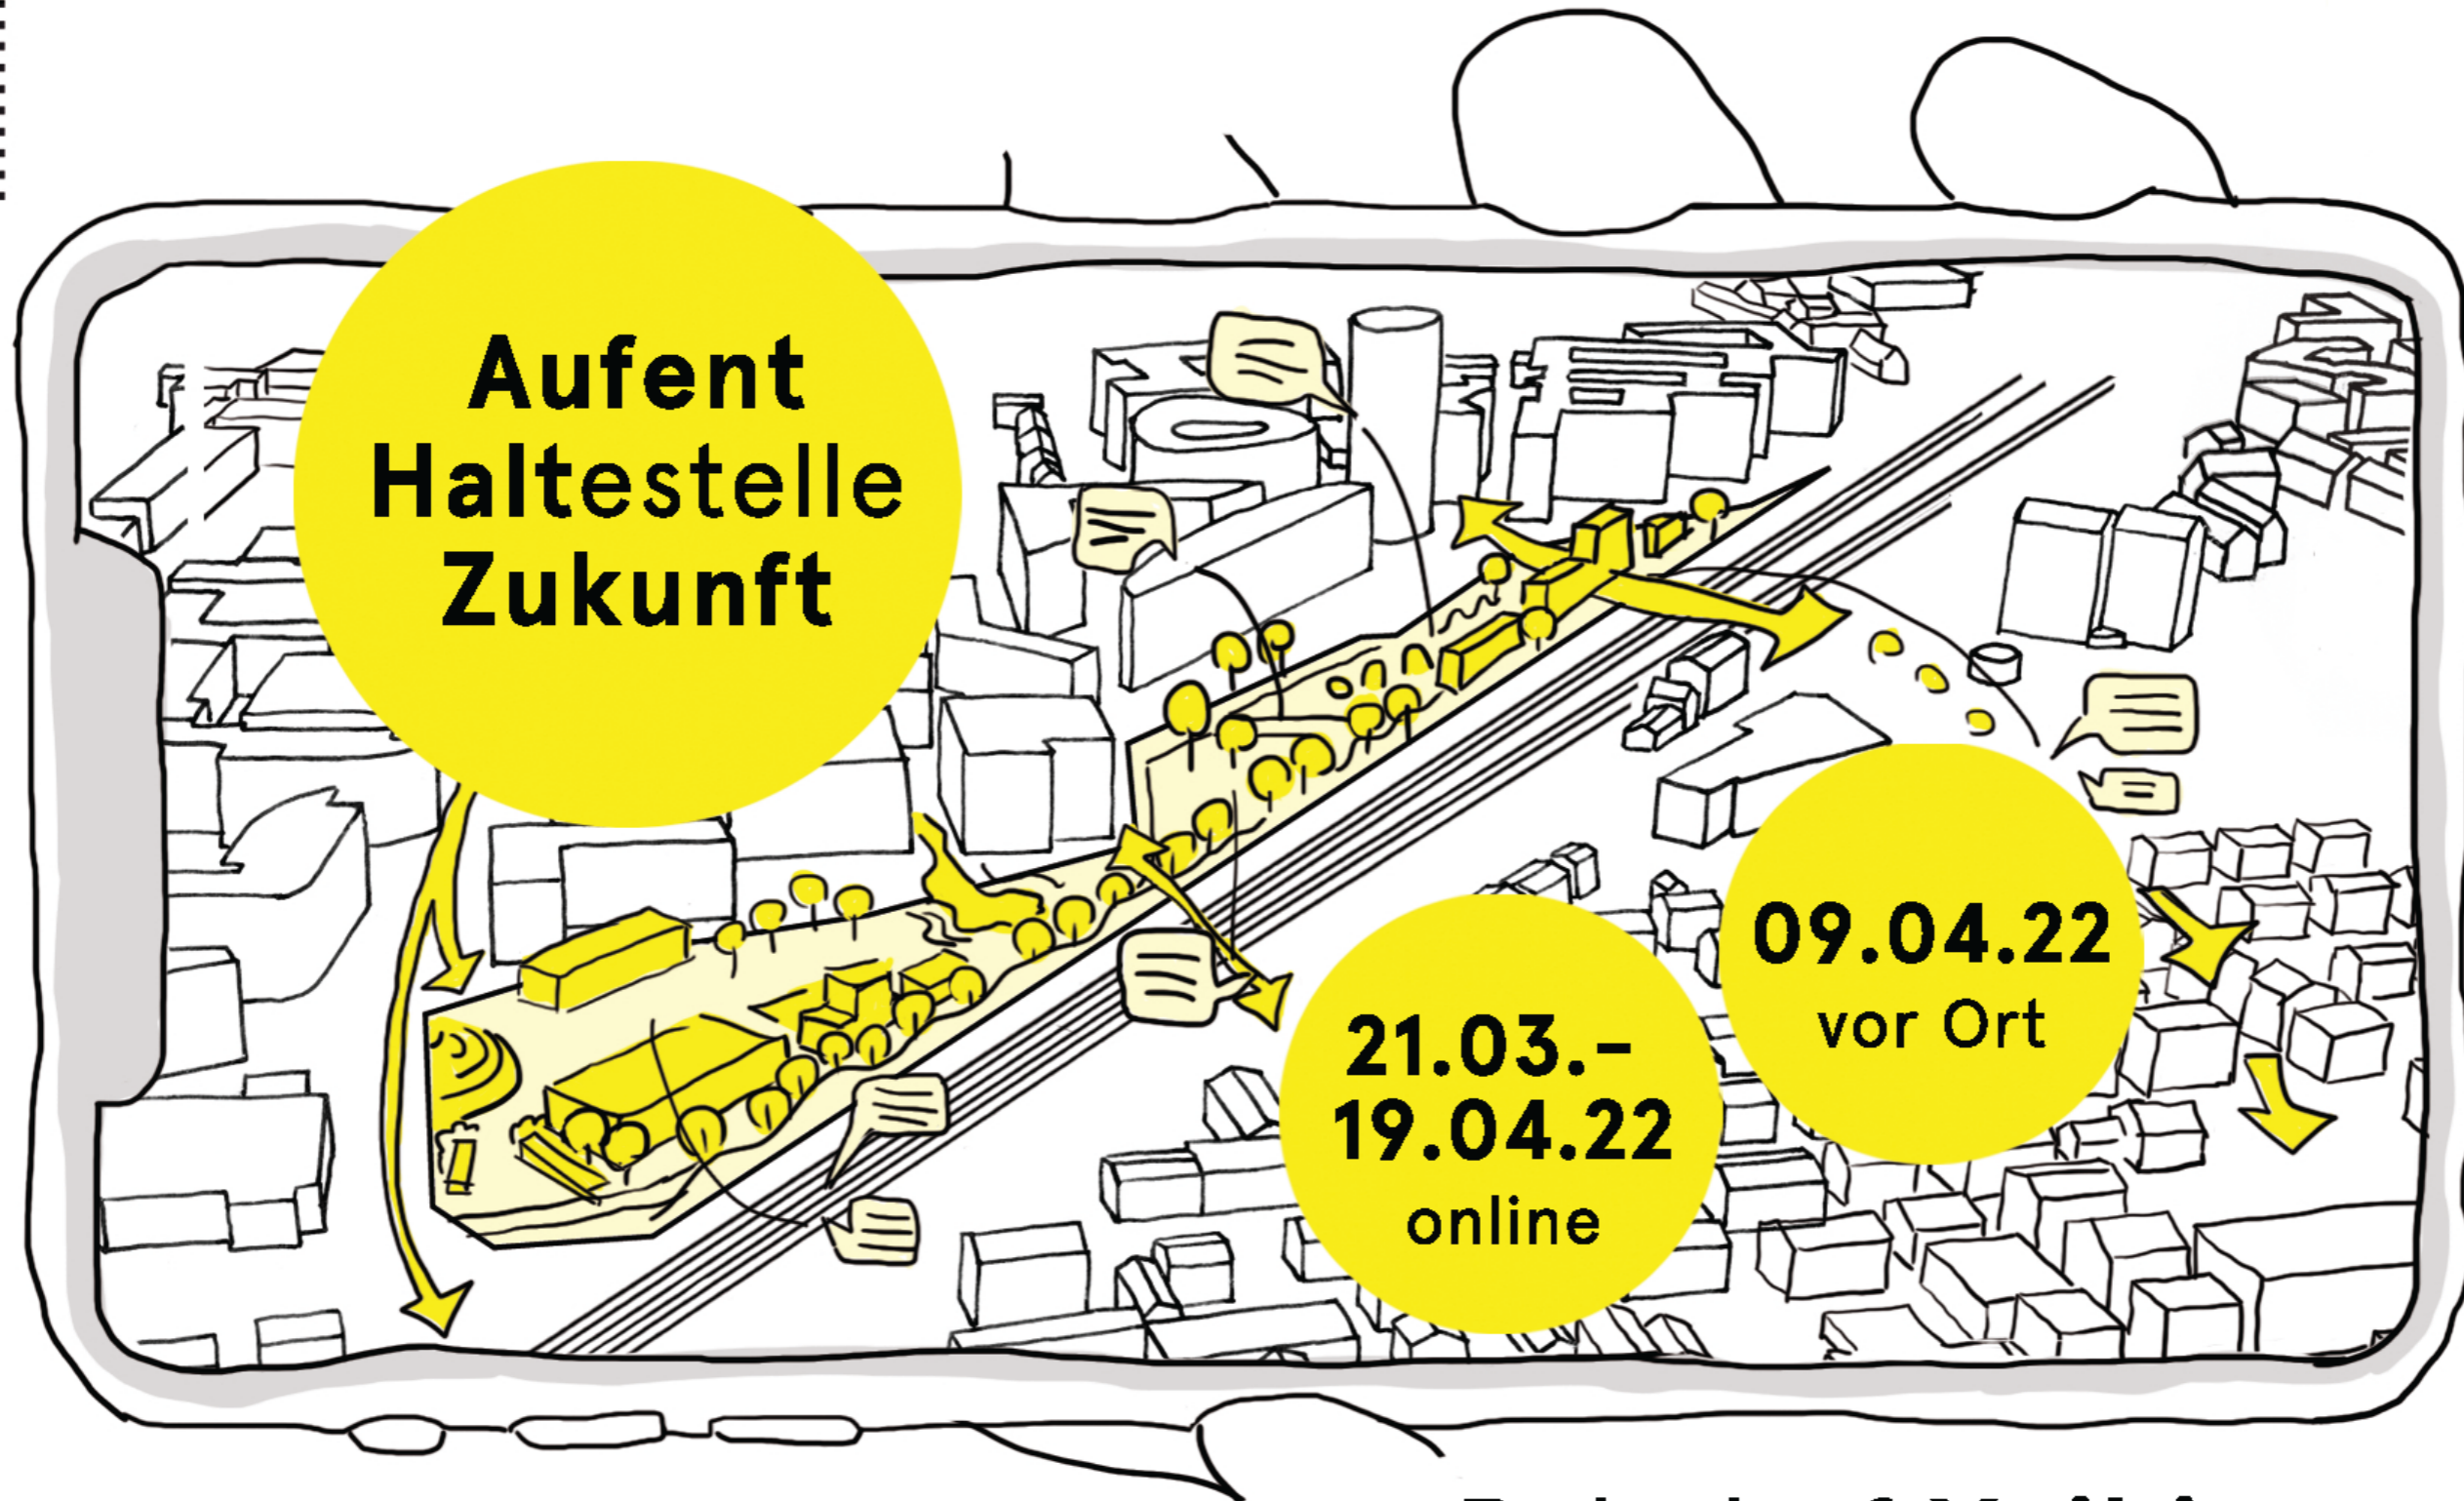 Aufent
Haltestelle
Zukunft
09.04.22
vor Ort
21.03.–
19.04.22
online